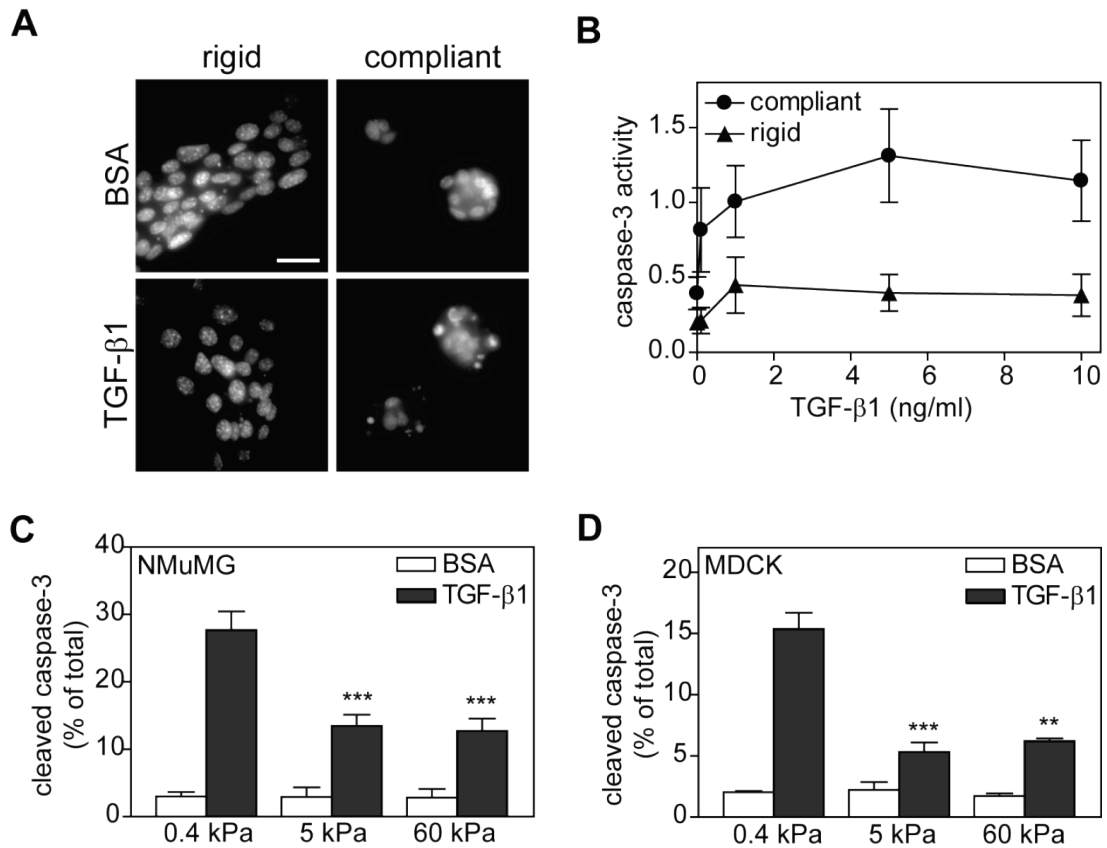 A
rigid
compliant
BSA
TGF-β1
B
compliant
rigid
caspase-3 activity
1.5
1.0
0.5
0.0
0 2 4 6 8 10
TGF-β1 (ng/ml)
C
NMuMG
BSA
TGF-β1
cleaved caspase-3
(% of total)
40
30
20
10
0
*** ***
0.4 kPa 5 kPa 60 kPa
D
MDCK
BSA
TGF-β1
cleaved caspase-3
(% of total)
20
15
10
5
0
*** **
0.4 kPa 5 kPa 60 kPa